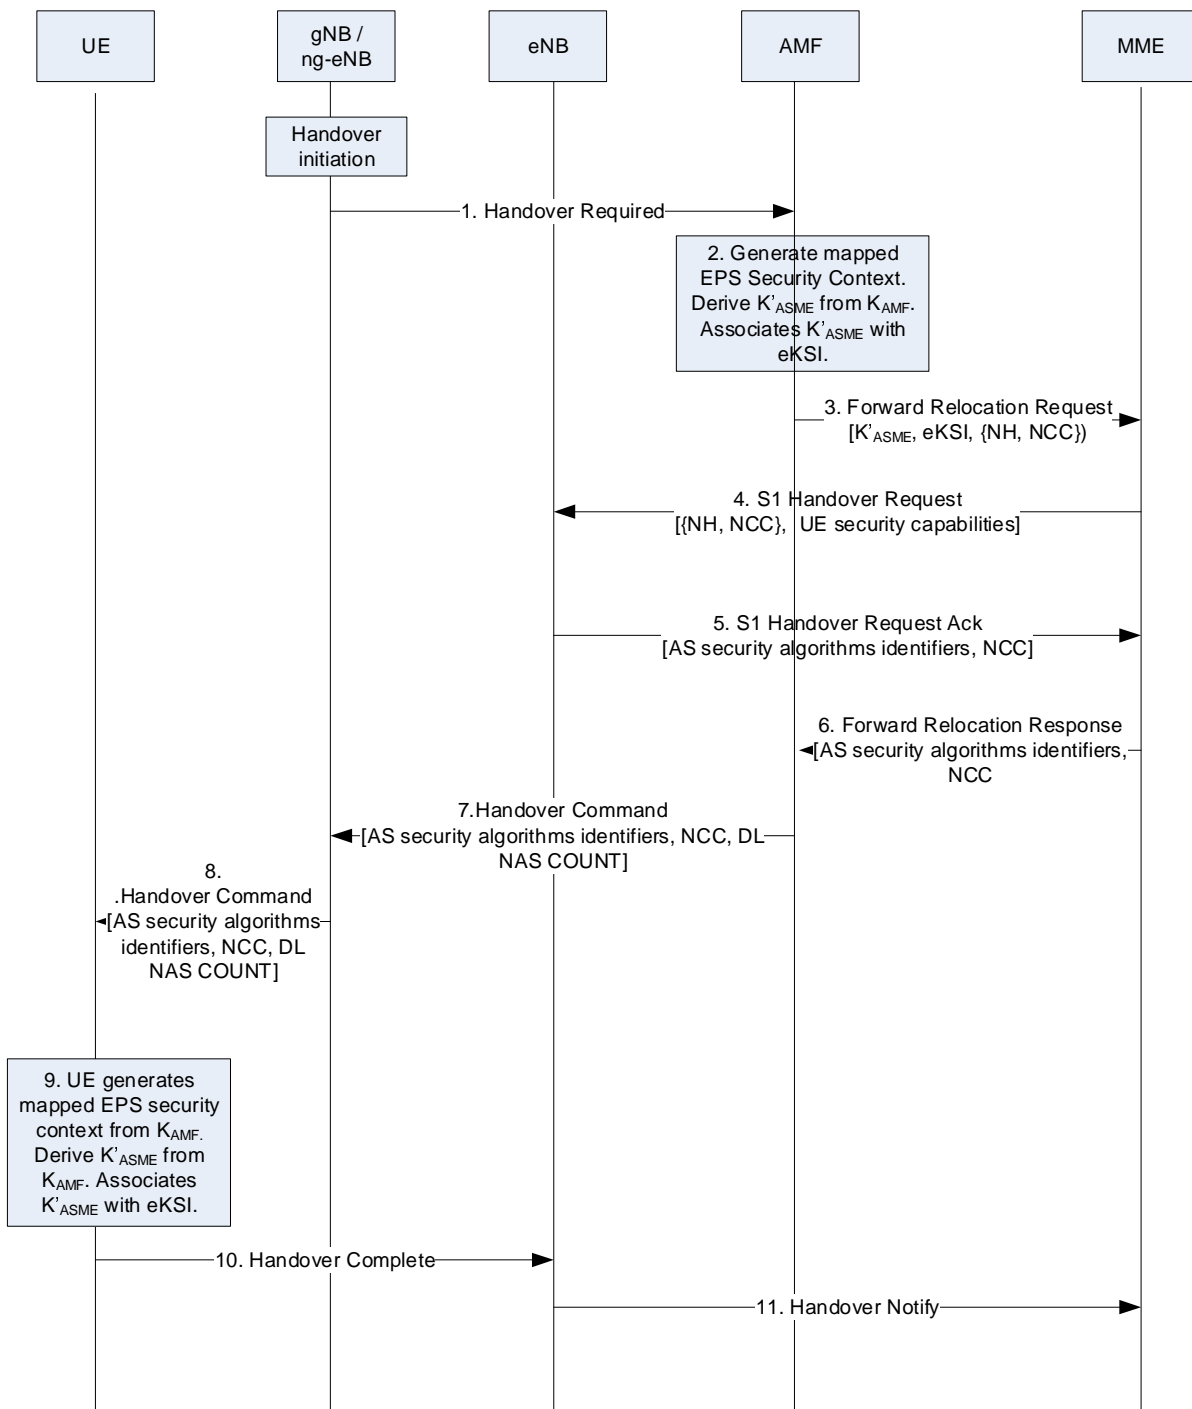 UE
gNB /
ng-eNB
eNB
AMF
MME
Handover
initiation
1. Handover Required
2. Generate mapped
EPS Security Context.
Derive K’ASME from KAMF.
Associates K’ASME with
eKSI.
3. Forward Relocation Request
[K’ASME, eKSI, {NH, NCC})
4. S1 Handover Request
[{NH, NCC}, UE security capabilities]
5. S1 Handover Request Ack
[AS security algorithms identifiers, NCC]
6. Forward Relocation Response
[AS security algorithms identifiers,
NCC
7.Handover Command
[AS security algorithms identifiers, NCC, DL
NAS COUNT]
8.
.Handover Command
[AS security algorithms
identifiers, NCC, DL
NAS COUNT]
9. UE generates
mapped EPS security
context from KAMF.
Derive K’ASME from
KAMF. Associates
K’ASME with eKSI.
10. Handover Complete
11. Handover Notify